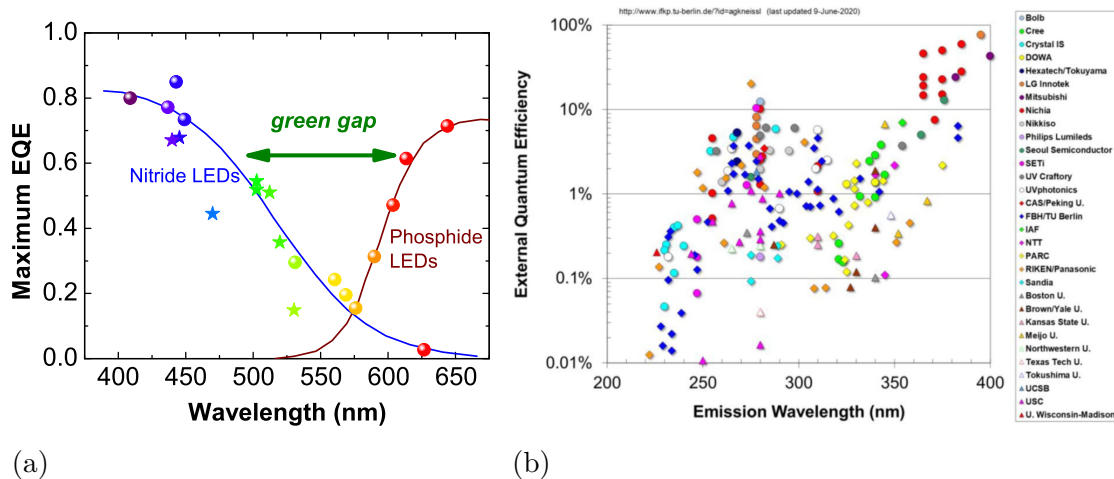 http://www.ifkp.tu-berlin.de/?id=agkneissl (last updated 9-June-2020)
1.0
0.8
0.6
0.4
0.2
0.0
Maximum EQE
green gap
Nitride LEDs
Phosphide
LEDs
400 450 500 550 600 650
Wavelength (nm)
(a)
100%
10%
1%
0.1%
0.01%
External Quantum Efficiency
200 250 300 350 400
Emission Wavelength (nm)
(b)
Bolb
Cree
Crystal IS
DOWA
Hexatech/Tokuyama
LG Innotek
Mitsubishi
Nichia
Nikkiso
Philips Lumileds
Seoul Semiconductor
SETi
UV Craftory
UVphotonics
CAS/Peking U.
FBH/TU Berlin
IAF
NTT
PARC
RIKEN/Panasonic
Sandia
Boston U.
Brown/Yale U.
Kansas State U.
Meijo U.
Northwestern U.
Texas Tech U.
Tokushima U.
UCSB
USC
U. Wisconsin-Madison